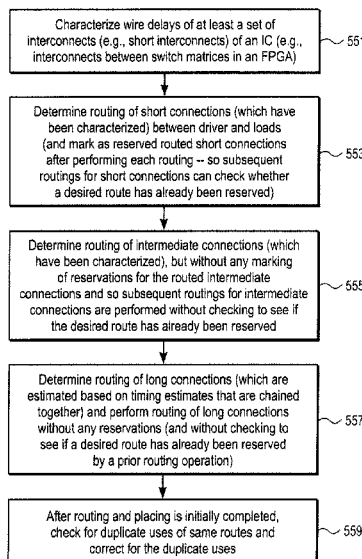 Characterize wire delays of at least a set of
interconnects (e.g., short interconnects) of an IC (e.g.,
interconnects between switch matrices in an FPGA)
551
Determine routing of short connections (which have
been characterized) between driver and loads
(and mark as reserved routed short connections
after performing each routing -- so subsequent
routings for short connections can check whether
a desired route has already been reserved)
553
Determine routing of intermediate connections (which
have been characterized), but without any marking
of reservations for the routed intermediate
connections and so subsequent routings for intermediate
connections are performed without checking to see if
the desired route has already been reserved
555
Determine routing of long connections (which are
estimated based on timing estimates that are chained
together) and perform routing of long connections
without any reservations (and without checking to
see if a desired route has already been reserved
by a prior routing operation)
557
After routing and placing is initially completed,
check for duplicate uses of same routes and
correct for the duplicate uses
559